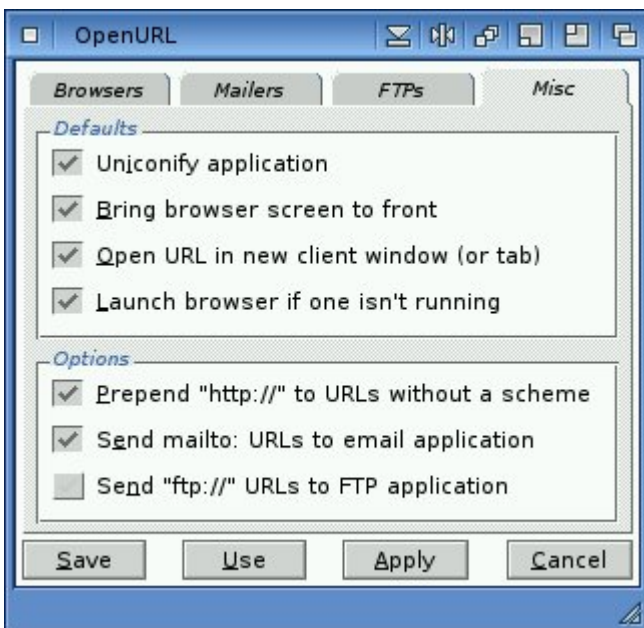 OpenURL
Browsers Mailers FTPs Misc
Defaults
Uniconify application
Bring browser screen to front
Open URL in new client window (or tab)
Launch browser if one isn't running
Options
Prepend "http://" to URLs without a scheme
Send mailto: URLs to email application
Send "ftp://" URLs to FTP application
Save Use Apply Cancel